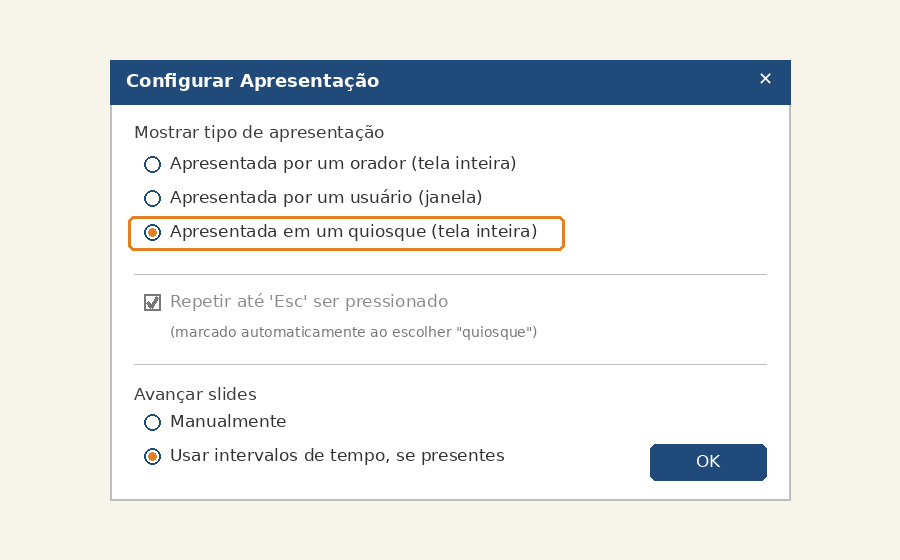 Configurar Apresentação ✕
Mostrar tipo de apresentação
Apresentada por um orador (tela inteira)
Apresentada por um usuário (janela)
Apresentada em um quiosque (tela inteira)
Repetir até 'Esc' ser pressionado
(marcado automaticamente ao escolher "quiosque")
Avançar slides
Manualmente
Usar intervalos de tempo, se presentes
OK